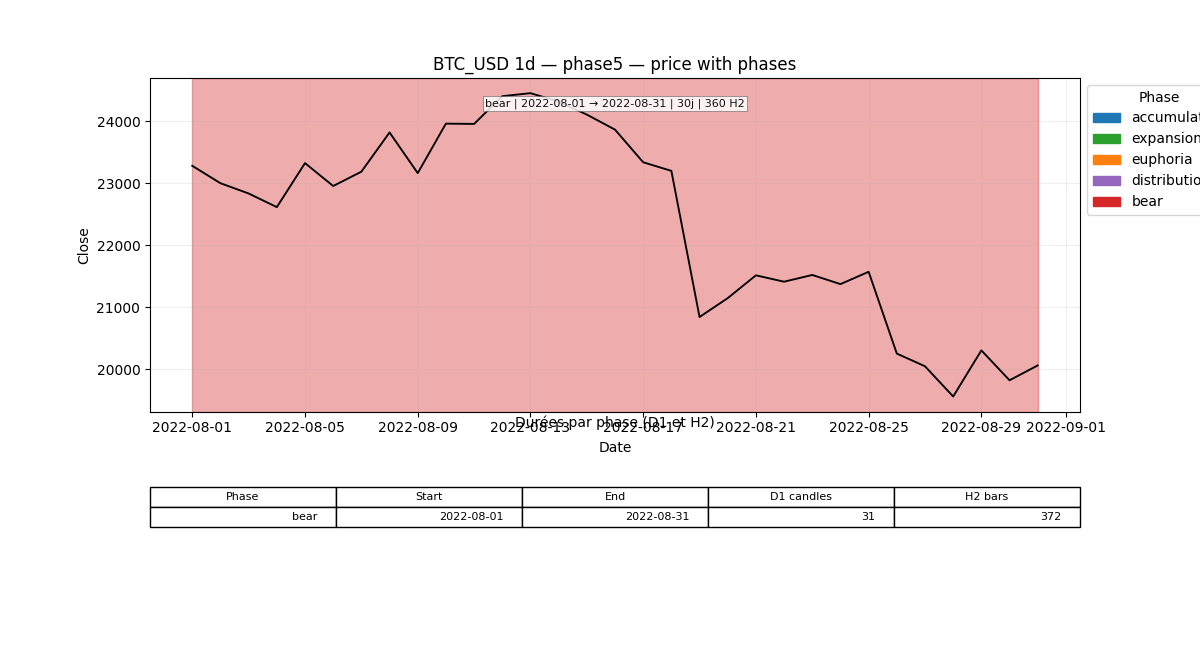 BTC_USD 1d — phase5 — price with phases
bear | 2022-08-01 → 2022-08-31 | 30j | 360 H2
Phase
accumulat
expansion
euphoria
distributio
bear
Close
24000
23000
22000
21000
20000
Durées par phase (D1 et H2)
2022-08-01 2022-08-05 2022-08-09 2022-08-13 2022-08-17 2022-08-21 2022-08-25 2022-08-29 2022-09-01
Date
Phase Start End D1 candles H2 bars
bear 2022-08-01 2022-08-31 31 372